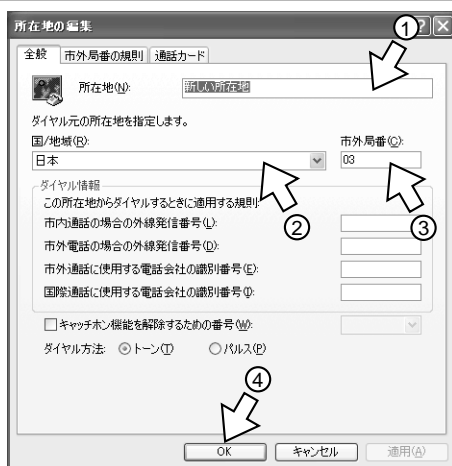 所在地の編集
①
全般 市外局番の規則 通話カード
所在地(N): 新しい所在地
ダイヤル元の所在地を指定します。
国/地域(R): 市外局番(C):
日本 03
② ③
ダイヤル情報
この所在地からダイヤルするときに適用する規則:
市内通話の場合の外線発信番号(L):
市外電話の場合の外線発信番号(D):
市外通話に使用する電話会社の識別番号(E):
国際通話に使用する電話会社の識別番号(I):
キャッチホン機能を解除するための番号(W):
ダイヤル方法: トーン(T) パルス(P)
④
OK キャンセル 適用(A)